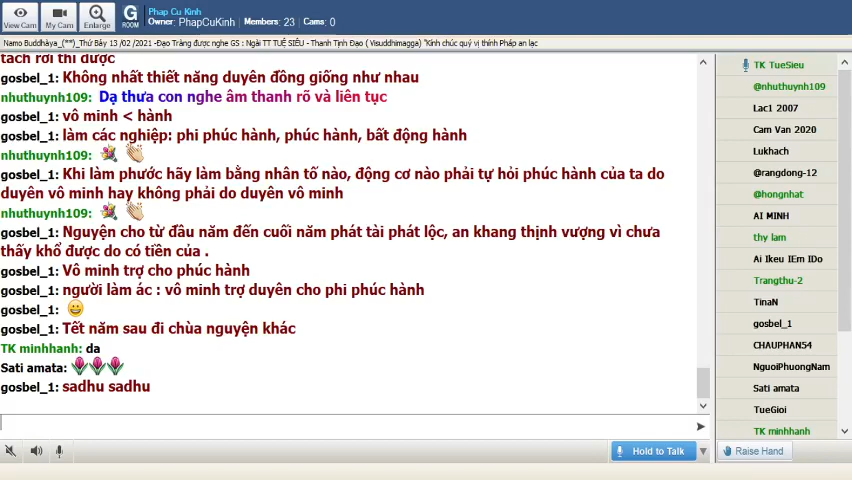 View Cam
My Cam
Enlarge
G
ROOM
Phap Cu Kinh
Owner: PhapCuKinh Members: 23 Cams: 0
Namo Buddhàya_(**)_Thứ Bảy 13 /02 /2021 -Đạo Tràng được nghe GS : Ngài TT TUỆ SIÊU - Thanh Tịnh Đạo ( Visuddhimagga) "Kính chúc quý vị thính Pháp an lạc
tách rời thì được
gosbel_1: Không nhất thiết năng duyên đồng giống như nhau
nhuthuynh109: Dạ thưa con nghe âm thanh rõ và liên tục
gosbel_1: vô minh < hành
gosbel_1: làm các nghiệp: phi phúc hành, phúc hành, bất động hành
nhuthuynh109:
gosbel_1: Khi làm phước hãy làm bằng nhân tố nào, động cơ nào phải tự hỏi phúc hành của ta do
duyên vô minh hay không phải do duyên vô minh
nhuthuynh109:
gosbel_1: Nguyện cho từ đầu năm đến cuối năm phát tài phát lộc, an khang thịnh vượng vì chưa
thấy khổ được do có tiền của .
gosbel_1: Vô minh trợ cho phúc hành
gosbel_1: người làm ác : vô minh trợ duyên cho phi phúc hành
gosbel_1:
gosbel_1: Tết năm sau đi chùa nguyện khác
TK minhhanh: da
Sati amata:
gosbel_1: sadhu sadhu
Hold to Talk
TK TueSieu
@nhuthuynh109
Lac1 2007
Cam Van 2020
Lukhach
@rangdong-12
@hongnhat
AI MINH
thy lam
Ai Ikeu IEm IDo
Trangthu-2
TinaN
gosbel_1
CHAUPHAN54
NguoiPhuongNam
Sati amata
TueGioi
TK minhhanh
Raise Hand